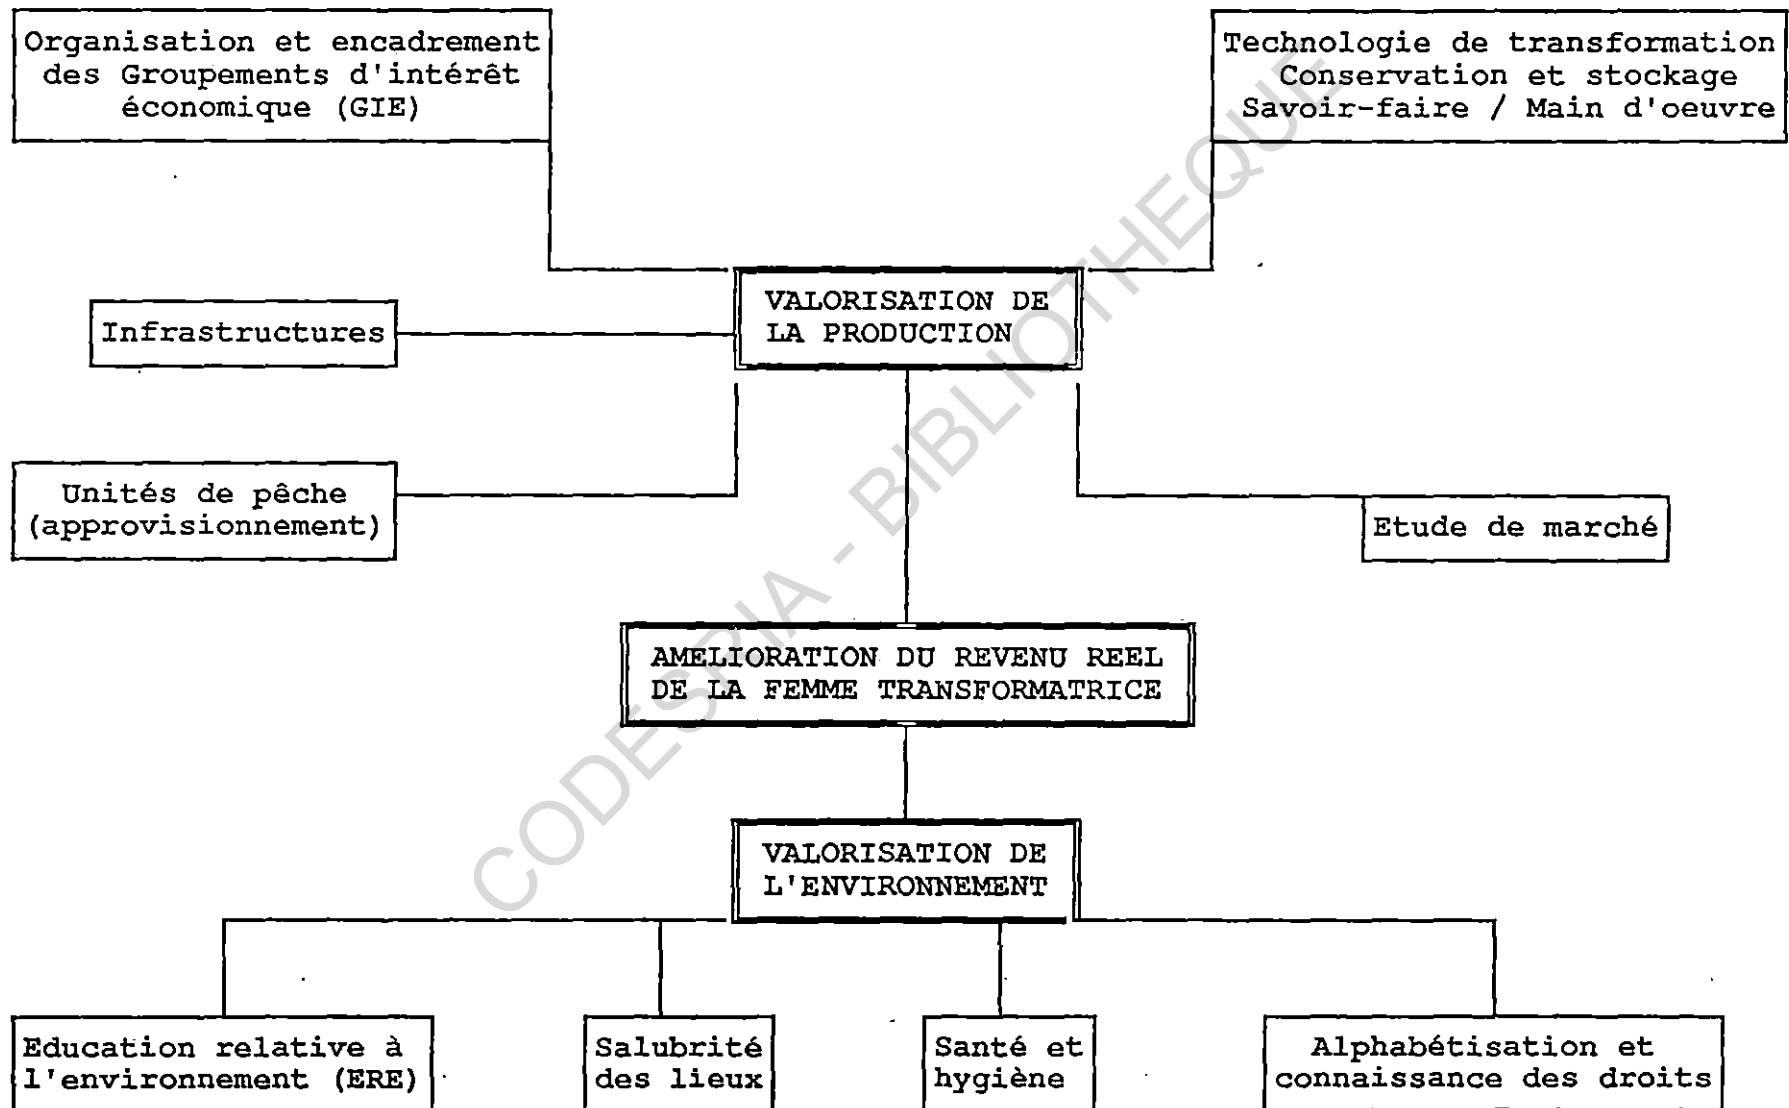 Organisation et encadrement
des Groupements d'intérêt
économique (GIE)
Technologie de transformation
Conservation et stockage
Savoir-faire / Main d'oeuvre
VALORISATION DE
LA PRODUCTION
Infrastructures
Unités de pêche
(approvisionnement)
Etude de marché
AMELIORATION DU REVENU REEL
DE LA FEMME TRANSFORMATRICE
VALORISATION DE
L'ENVIRONNEMENT
Education relative à
l'environnement (ERE)
Salubrité
des lieux
Santé et
hygiène
Alphabétisation et
connaissance des droits
CODESRIA - BIBLIOTHEQUE